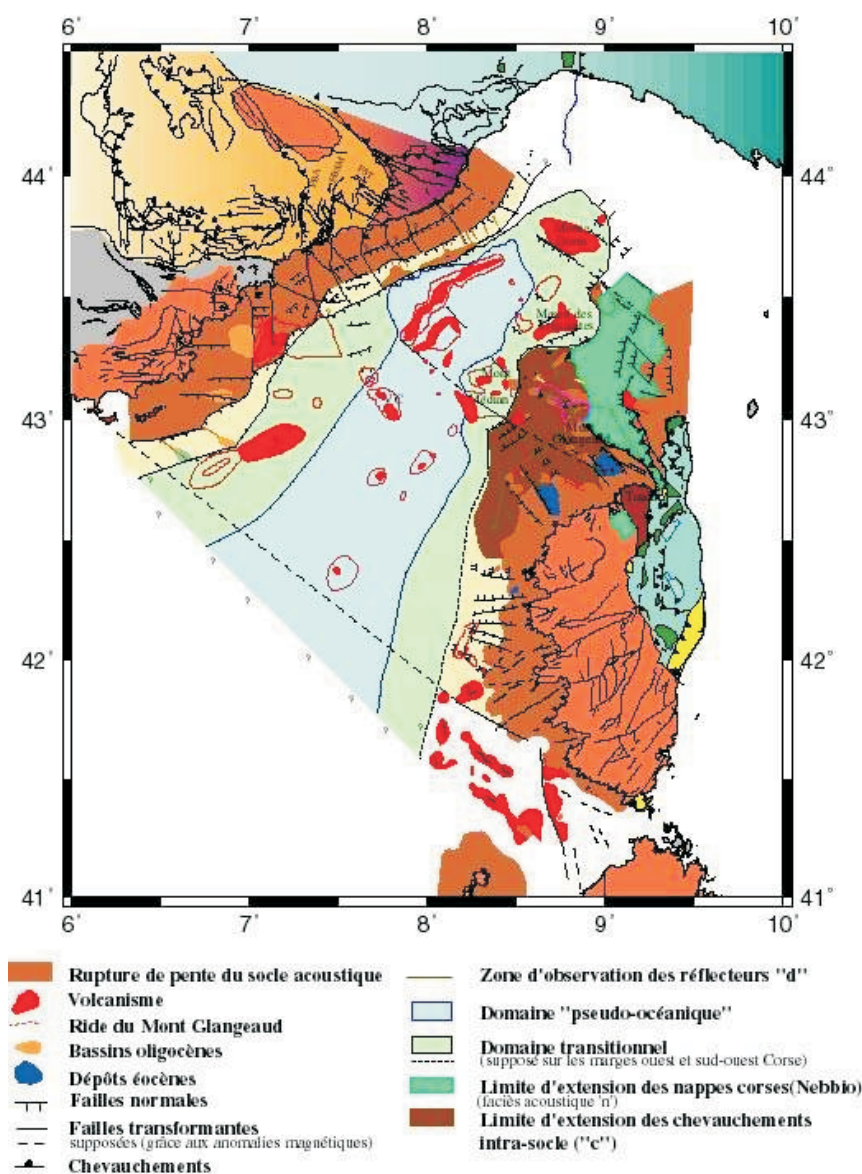 6° 7° 8° 9° 10°
44° 44°
43° 43°
42° 42°
41° 41°
6° 7° 8° 9° 10°
Rupture de pente du socle acoustique
Volcanisme
Ride du Mont Glangeaud
Bassins oligocènes
Dépôts éocènes
Failles normales
Failles transformantes
supposées (grâce aux anomalies magnétiques)
Chevauchements
Zone d'observation des réflecteurs "d"
Domaine "pseudo-océanique"
Domaine transitionnel
(supposé sur les marges ouest et sud-ouest Corse)
Limite d'extension des nappes corses(Nebbio)
(faciès acoustique 'n')
Limite d'extension des chevauchements
intra-socle ("c")